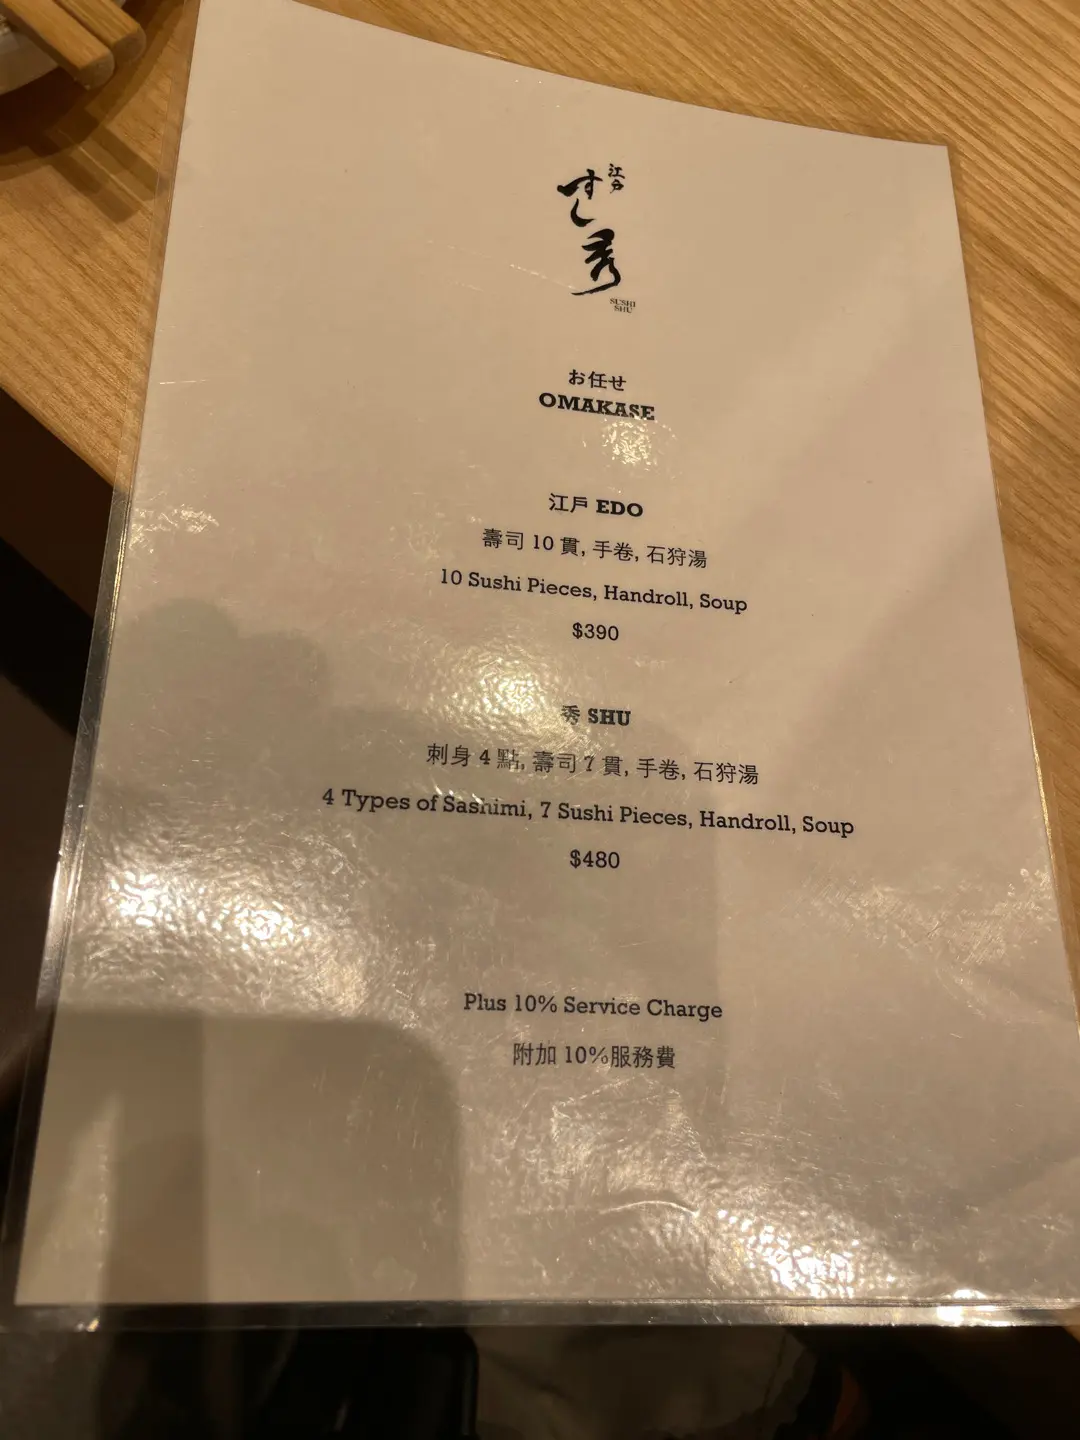 江戸
すし
秀
SUSHI
SHU
お任せ
OMAKASE
江戶 EDO
壽司 10 貫, 手卷, 石狩湯
10 Sushi Pieces, Handroll, Soup
$390
秀 SHU
刺身 4 點, 壽司 7 貫, 手卷, 石狩湯
4 Types of Sashimi, 7 Sushi Pieces, Handroll, Soup
$480
Plus 10% Service Charge
附加 10%服務費